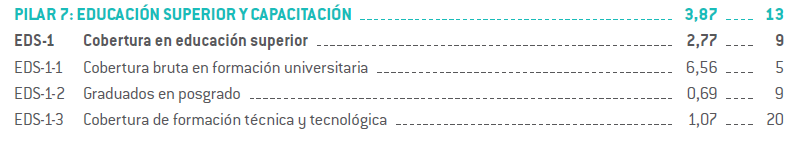 PILAR 7: EDUCACIÓN SUPERIOR Y CAPACITACIÓN 3,87 13
EDS-1 Cobertura en educación superior 2,77 9
EDS-1-1 Cobertura bruta en formación universitaria 6,56 5
EDS-1-2 Graduados en posgrado 0,69 9
EDS-1-3 Cobertura de formación técnica y tecnológica 1,07 20